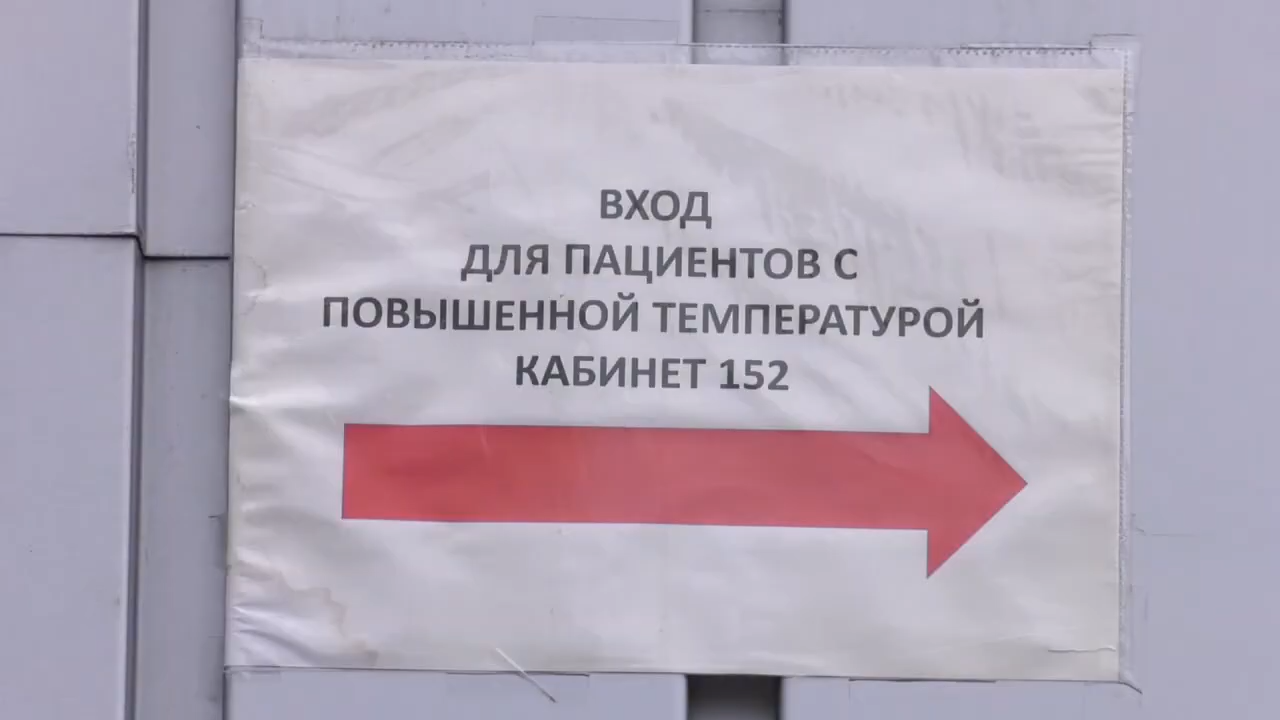 ВХОД
ДЛЯ ПАЦИЕНТОВ С
ПОВЫШЕННОЙ ТЕМПЕРАТУРОЙ
КАБИНЕТ 152